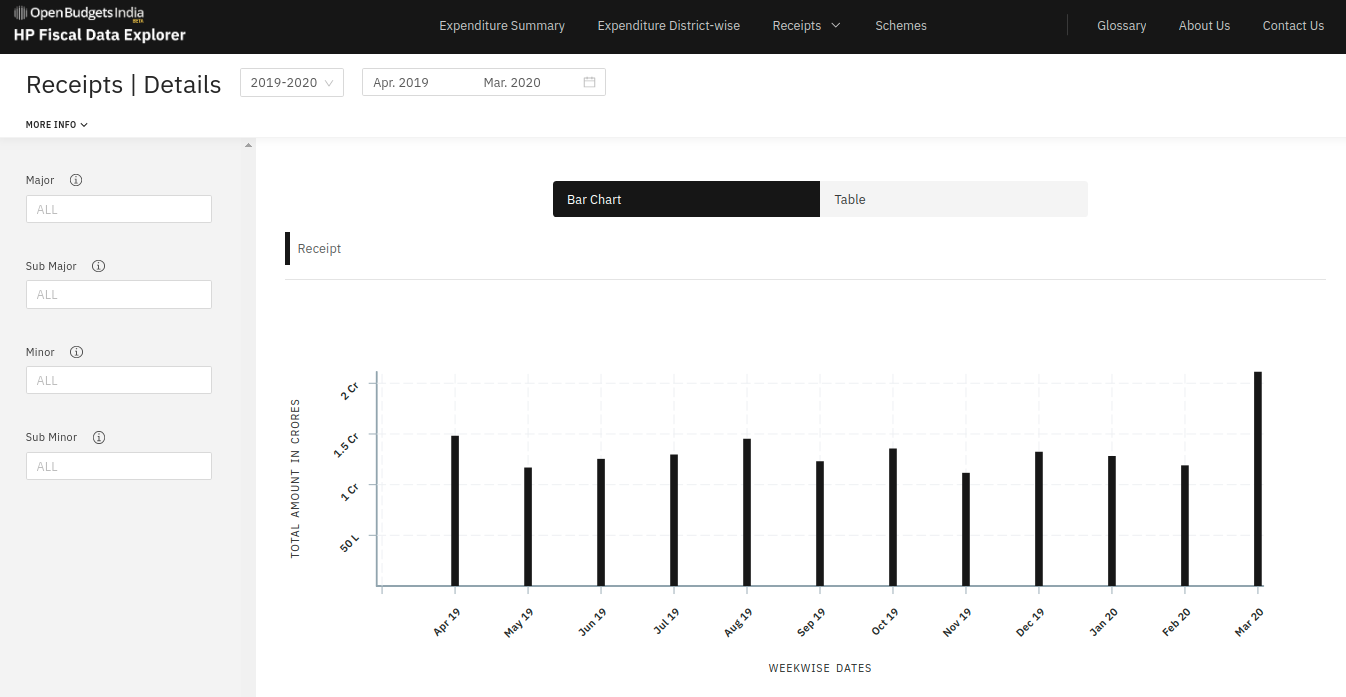 OpenBudgetsIndia
BETA
HP Fiscal Data Explorer
Expenditure Summary
Expenditure District-wise
Receipts
Schemes
Glossary
About Us
Contact Us
Receipts | Details
2019-2020
Apr. 2019
Mar. 2020
MORE INFO
Major
ALL
Sub Major
ALL
Minor
ALL
Sub Minor
ALL
Bar Chart
Table
Receipt
TOTAL AMOUNT IN CRORES
2 Cr
1.5 Cr
1 Cr
50 L
Apr 19
May 19
Jun 19
Jul 19
Aug 19
Sep 19
Oct 19
Nov 19
Dec 19
Jan 20
Feb 20
Mar 20
WEEKWISE DATES